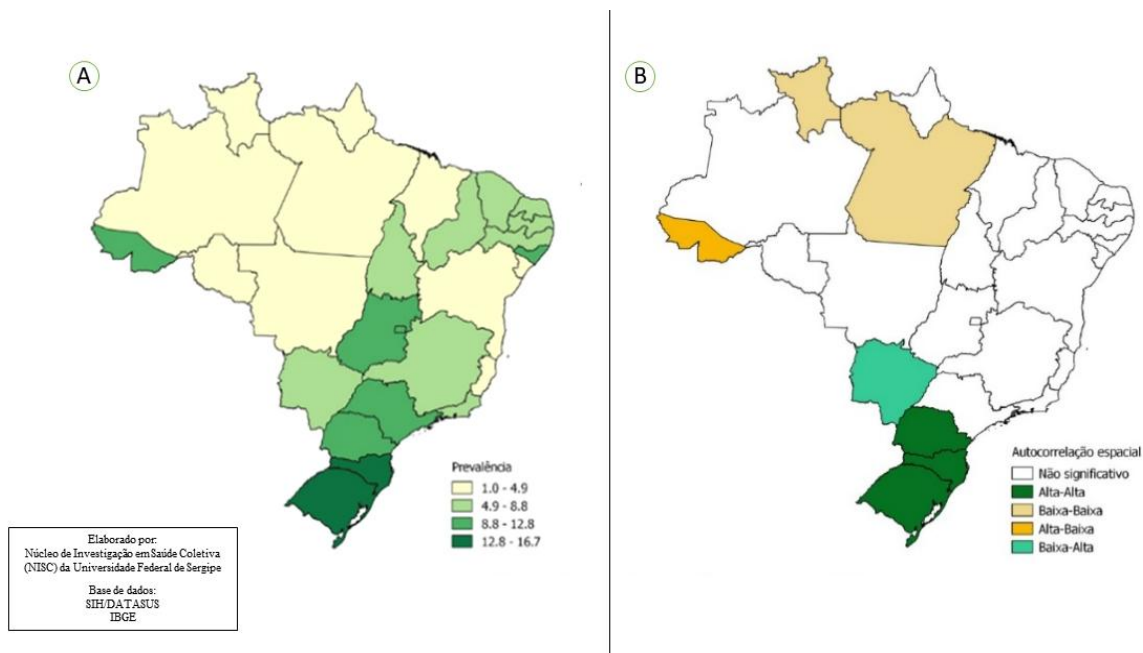 A
Prevalência
1.0 - 4.9
4.9 - 8.8
8.8 - 12.8
12.8 - 16.7
Elaborado por:
Núcleo de Investigação em Saúde Coletiva
(NISC) da Universidade Federal de Sergipe
Base de dados:
SIH/DATASUS
IBGE
B
Autocorrelação espacial
Não significativo
Alta-Alta
Baixa-Baixa
Alta-Baixa
Baixa-Alta